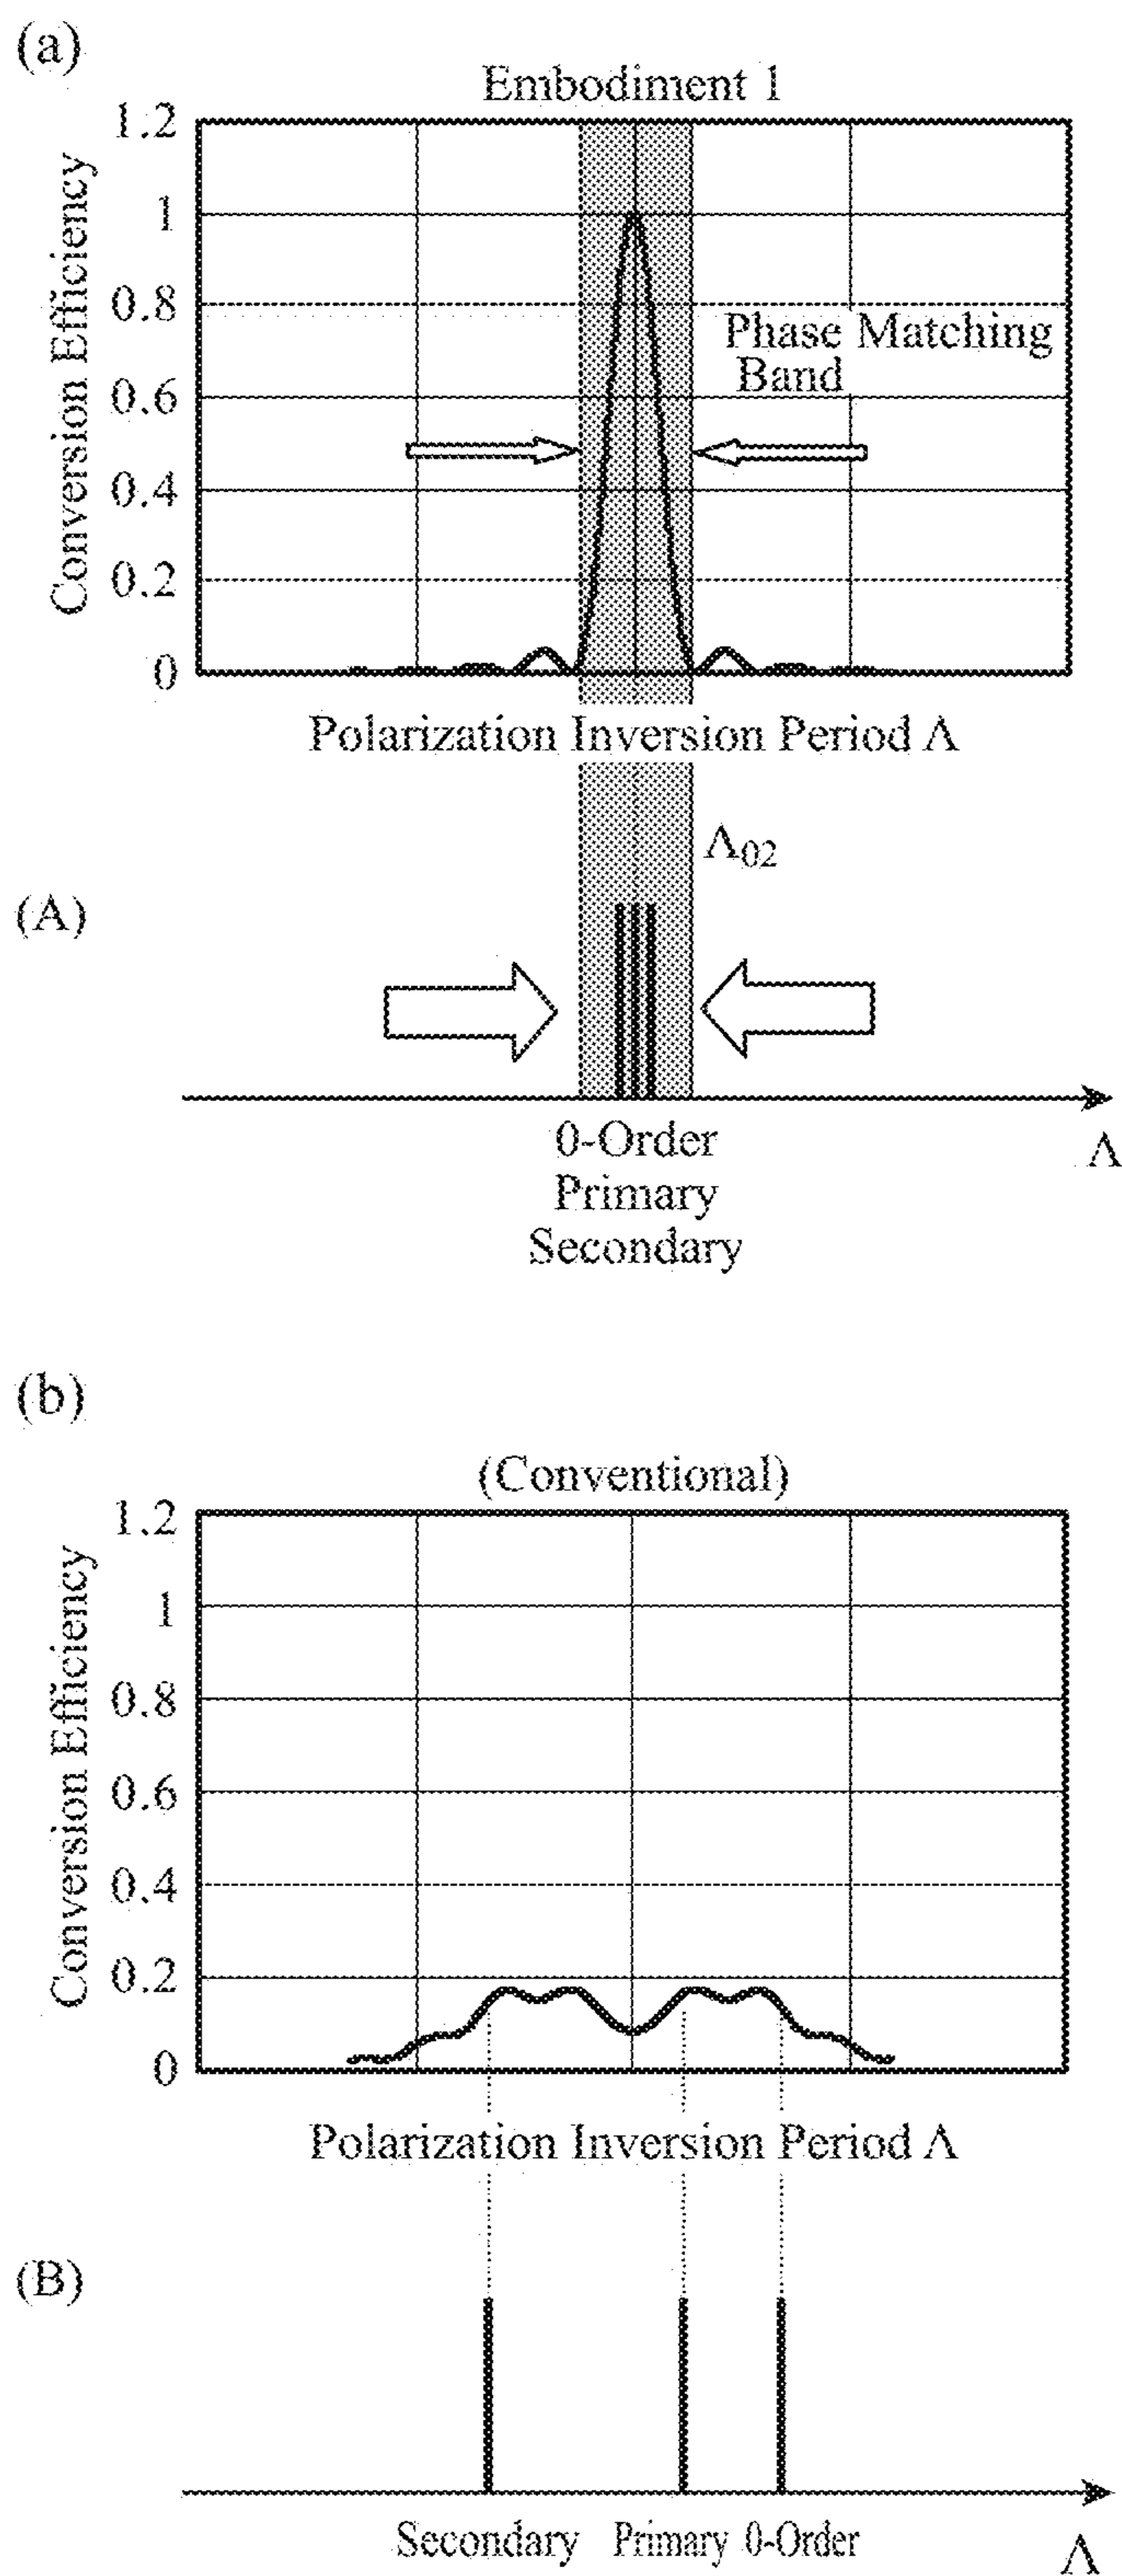 (a)
Embodiment 1
Conversion Efficiency
1.2
1
0.8
0.6
0.4
0.2
0
Phase Matching
Band
Polarization Inversion Period Λ
Λ02
(A)
Λ
0-Order
Primary
Secondary
(b)
(Conventional)
Conversion Efficiency
1.2
1
0.8
0.6
0.4
0.2
0
Polarization Inversion Period Λ
(B)
Secondary Primary 0-Order
Λ